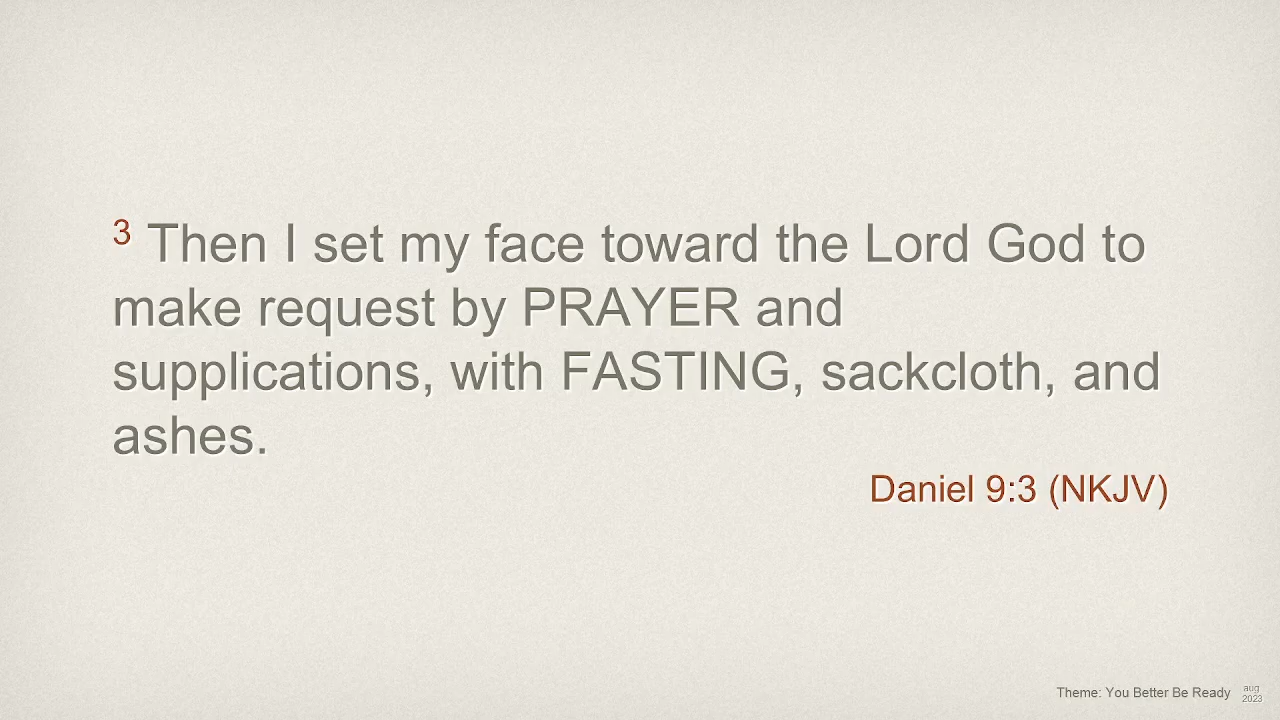 3 Then I set my face toward the Lord God to
make request by PRAYER and
supplications, with FASTING, sackcloth, and
ashes.
Daniel 9:3 (NKJV)
Theme: You Better Be Ready
aug
2023